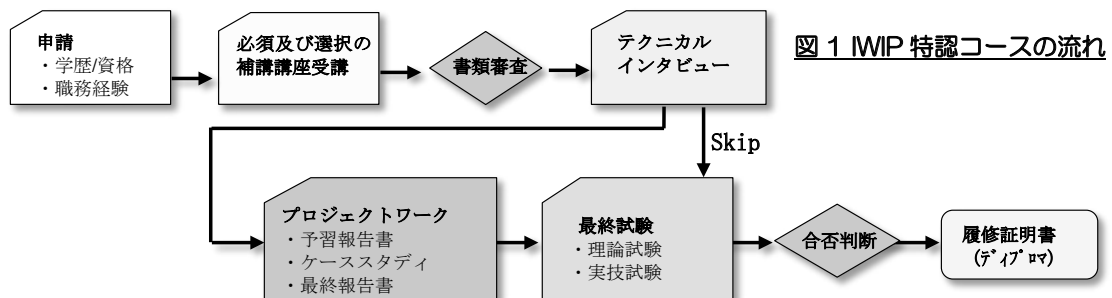 申請
・学歴/資格
・職務経験
必須及び選択の
補講講座受講
書類審査
テクニカル
インタビュー
図 1 IWIP 特認コースの流れ
Skip
プロジェクトワーク
・予習報告書
・ケーススタディ
・最終報告書
最終試験
・理論試験
・実技試験
合否判断
履修証明書
(ﾃﾞｨﾌﾟﾛﾏ)